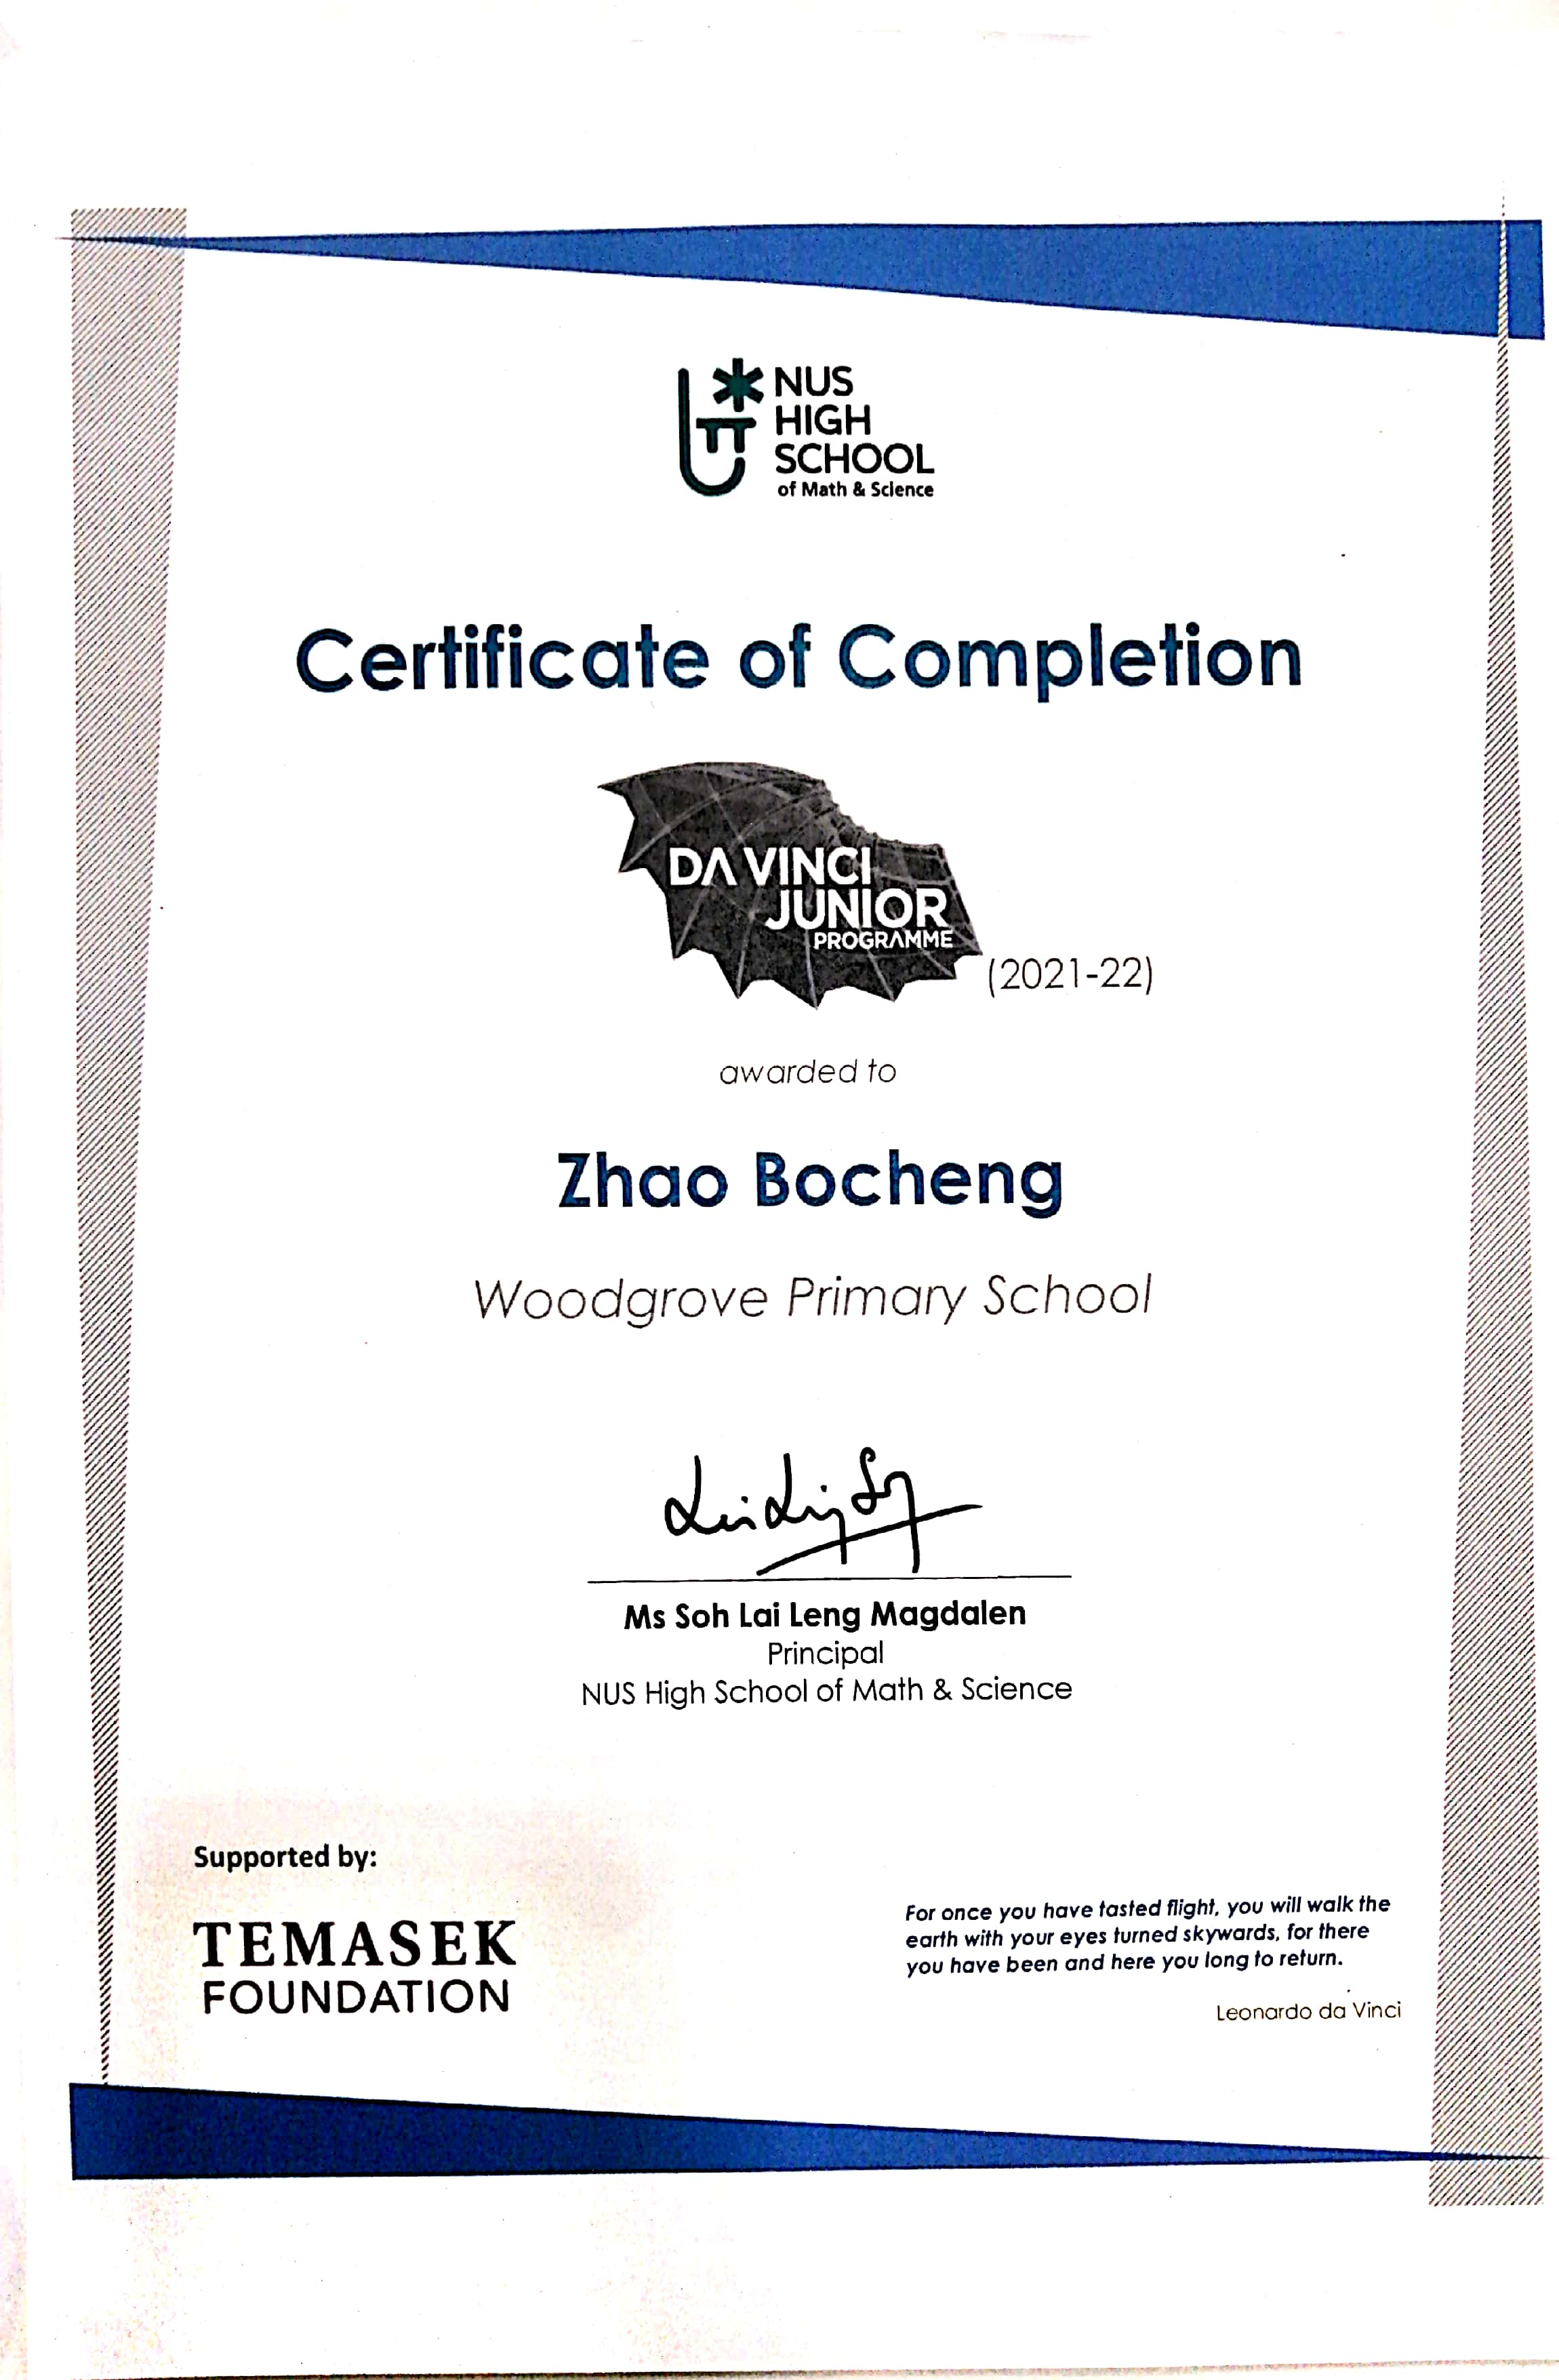 NUS
HIGH
SCHOOL
of Math & Science
Certificate of Completion
DA VINCI
JUNIOR
PROGRAMME
(2021-22)
awarded to
Zhao Bocheng
Woodgrove Primary School
Ms Soh Lai Leng Magdalen
Principal
NUS High School of Math & Science
Supported by:
TEMASEK
FOUNDATION
For once you have tasted flight, you will walk the
earth with your eyes turned skywards, for there
you have been and here you long to return.
Leonardo da Vinci